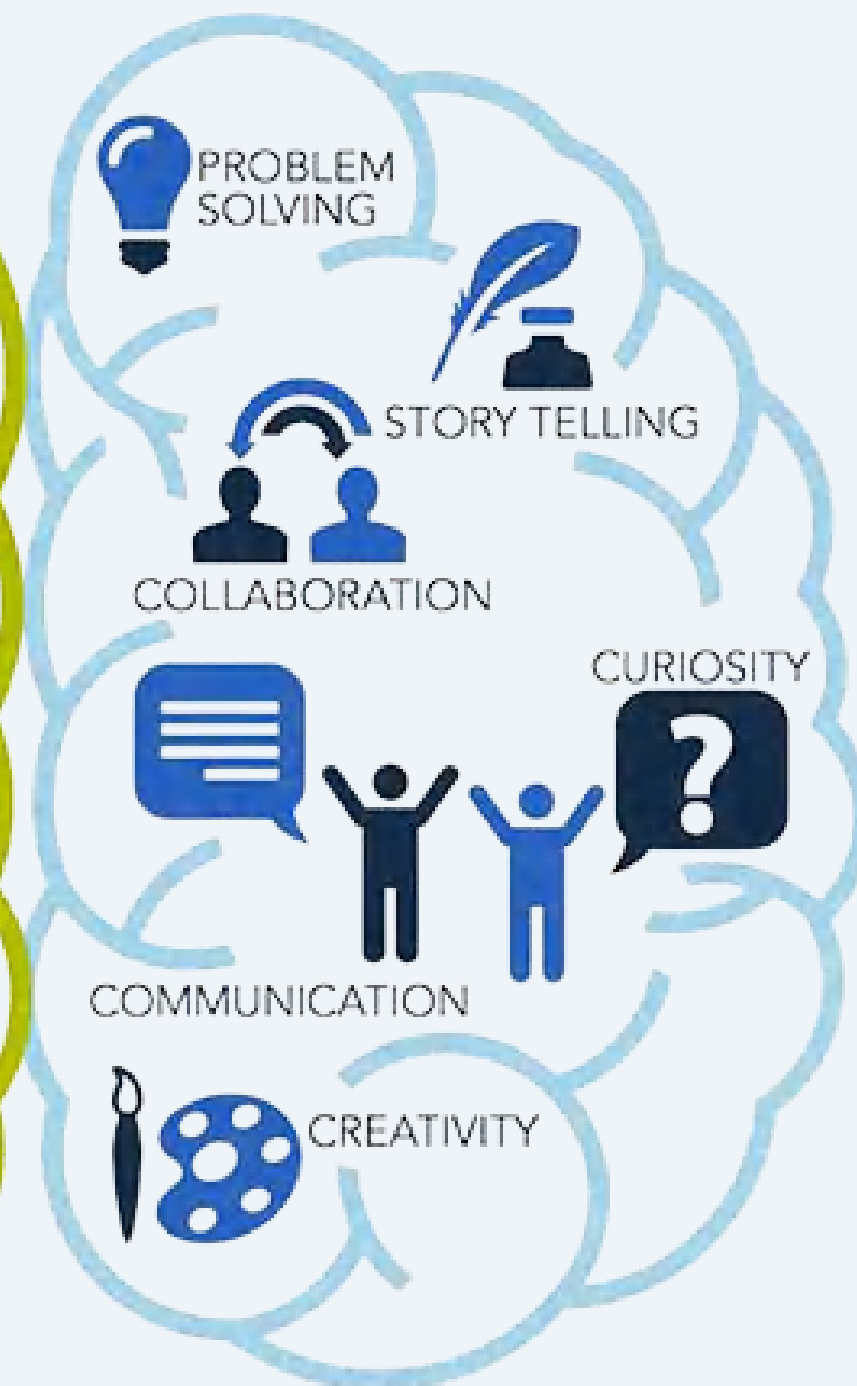 PROBLEM
SOLVING
STORY TELLING
COLLABORATION
CURIOSITY
?
COMMUNICATION
CREATIVITY